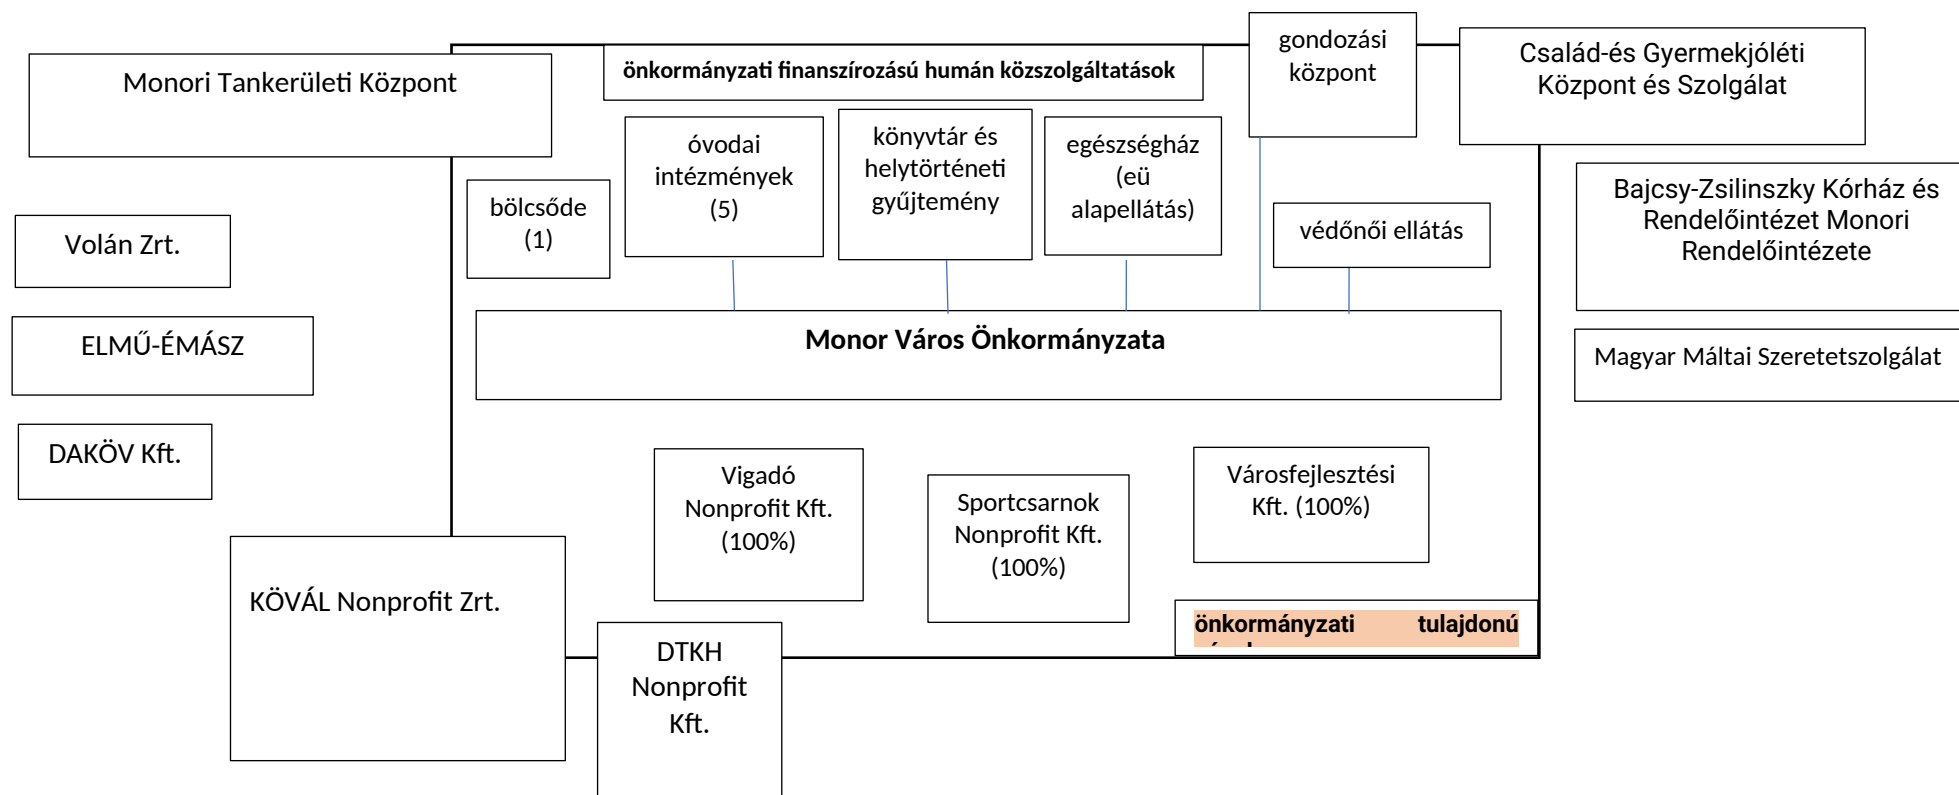 Monori Tankerületi Központ
önkormányzati finanszírozású humán közszolgáltatások
gondozási
központ
Család-és Gyermekjóléti
Központ és Szolgálat
bölcsőde
(1)
óvodai
intézmények
(5)
könyvtár és
helytörténeti
gyűjtemény
egészségház
(eü
alapellátás)
védőnői ellátás
Bajcsy-Zsilinszky Kórház és
Rendelőintézet Monori
Rendelőintézete
Volán Zrt.
ELMŰ-ÉMÁSZ
Monor Város Önkormányzata
Magyar Máltai Szeretetszolgálat
DAKÖV Kft.
Vigadó
Nonprofit Kft.
(100%)
Sportcsarnok
Nonprofit Kft.
(100%)
Városfejlesztési
Kft. (100%)
KÖVÁL Nonprofit Zrt.
önkormányzati tulajdonú
DTKH
Nonprofit
Kft.